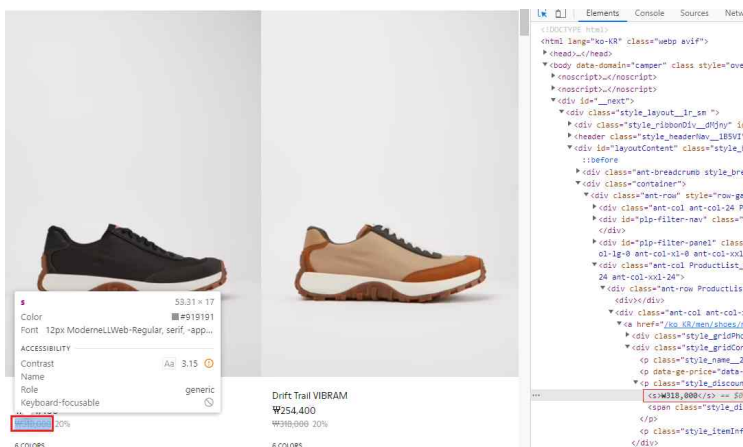 Elements Console Sources Netw
<!DOCTYPE html>
<html lang="ko-KR" class="webp avif">
<head>…</head>
<body data-domain="camper" class style="ove
<noscript>…</noscript>
<noscript>…</noscript>
<div id="__next">
<div class="style_layout__lr_sm ">
<div class="style_ribbonDiv__dMjny" i
<header class="style_headerNav__1B5VI"
<div id="layoutContent" class="style_
::before
<div class="ant-breadcrumb style_bre
<div class="container">
<div class="ant-row" style="row-ga
<div class="ant-col ant-col-24 P
<div id="plp-filter-nav" class="
</div>
<div id="plp-filter-panel" clas
ol-lg-0 ant-col-xl-0 ant-col-xxl
<div class="ant-col ProductList_
24 ant-col-xxl-24">
<div class="ant-row ProductLis
<div></div>
<div class="ant-col ant-col-
<a href="/ko_KR/men/shoes/
<div class="style_gridPho
<div class="style_gridCon
<p class="style_name__2
<p data-ge-price="data-
<p class="style_discoun
<s>₩318,000</s> == $0
<span class="style_di
</p>
<p class="style_itemInf
</div>
s 53.31 × 17
Color #919191
Font 12px ModerneLLWeb-Regular, serif, -app...
ACCESSIBILITY
Contrast Aa 3.15
Name
Role generic
Keyboard-focusable
₩318,000 20%
6 COLORS
Drift Trail VIBRAM
₩254.400
₩318,000 20%
6 COLORS